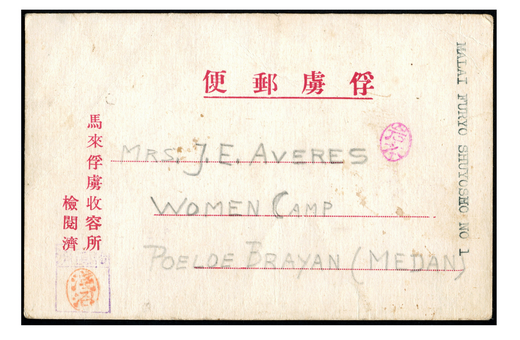 俘虜郵便
馬來俘虜收容所
檢閱濟
MRS. J. E. AVERES
WOMEN CAMP
POELOE BRAYAN (MEDAN)
MALAI FURYO SHUYOSHO NO 1